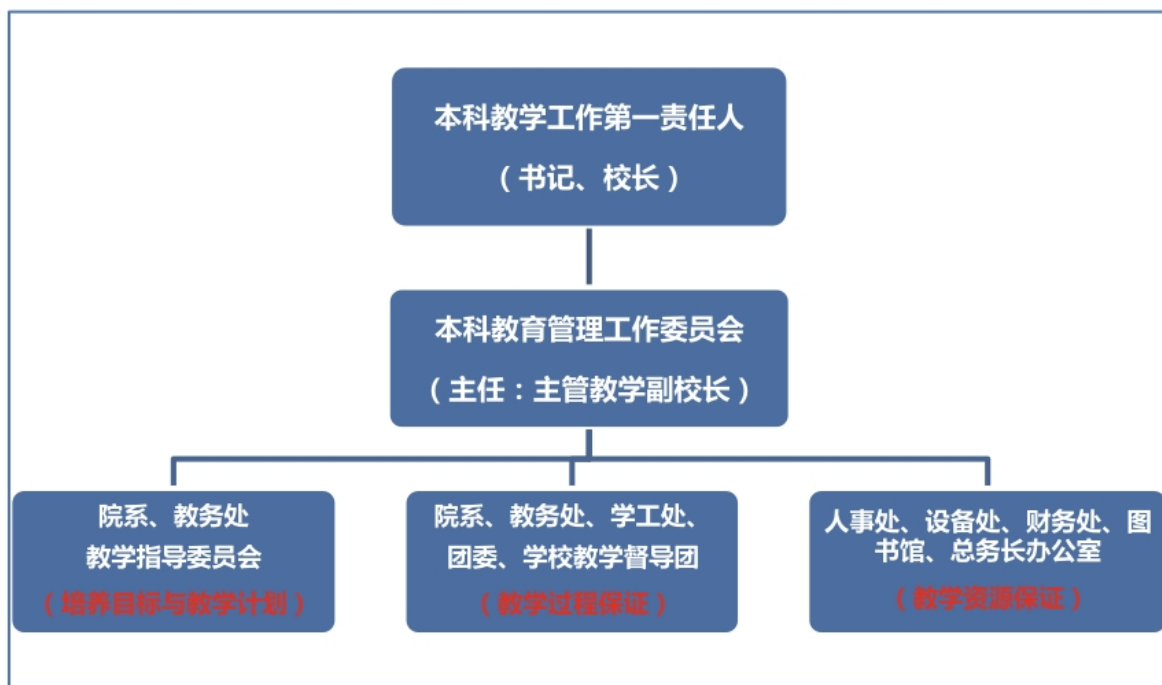 本科教学工作第一责任人
（书记、校长）
本科教育管理工作委员会
（主任：主管教学副校长）
院系、教务处
教学指导委员会
（培养目标与教学计划）
院系、教务处、学工处、
团委、学校教学督导团
（教学过程保证）
人事处、设备处、财务处、图
书馆、总务长办公室
（教学资源保证）